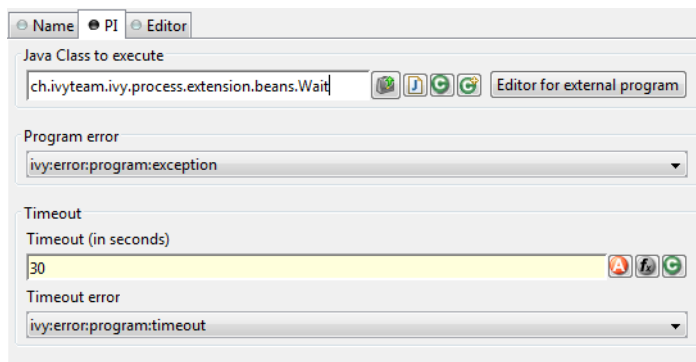 Name PI Editor
Java Class to execute
ch.ivyteam.ivy.process.extension.beans.Wait J C C Editor for external program
Program error
ivy:error:program:exception
Timeout
Timeout (in seconds)
30 A fx C
Timeout error
ivy:error:program:timeout